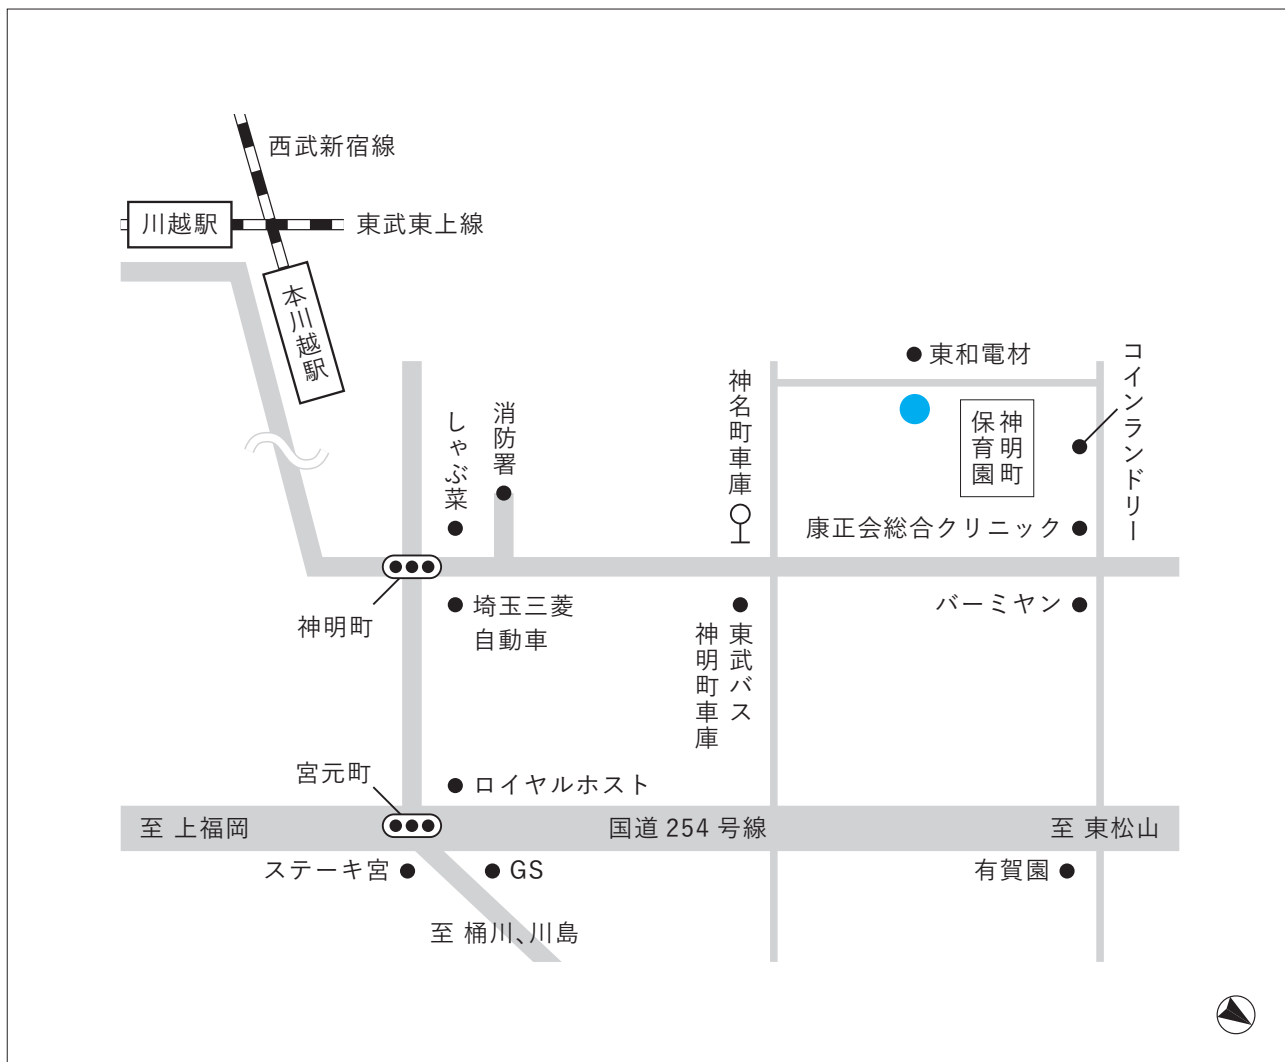 西武新宿線
川越駅
東武東上線
本川越駅
東和電材
コインランドリー
神名町車庫
消防署
しゃぶ菜
神明町
保育園
康正会総合クリニック
神明町
埼玉三菱
自動車
東武バス
神明町車庫
バーミヤン
宮元町
ロイヤルホスト
至 上福岡
国道 254 号線
至 東松山
ステーキ宮
GS
有賀園
至 桶川、川島